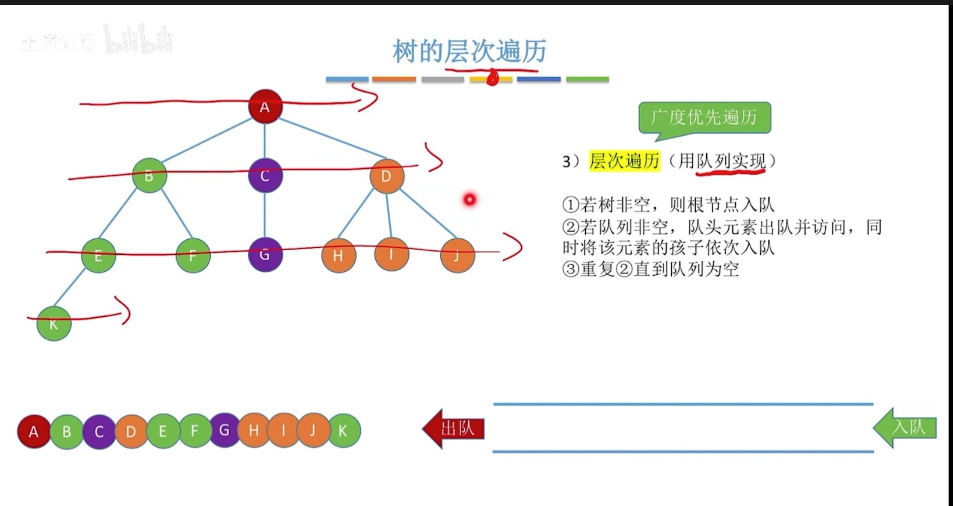 bilibili
树的层次遍历
A
广度优先遍历
B C D
3）层次遍历（用队列实现）
①若树非空，则根节点入队
②若队列非空，队头元素出队并访问，同
时将该元素的孩子依次入队
③重复②直到队列为空
E F G H I J
K
A B C D E F G H I J K
出队
入队